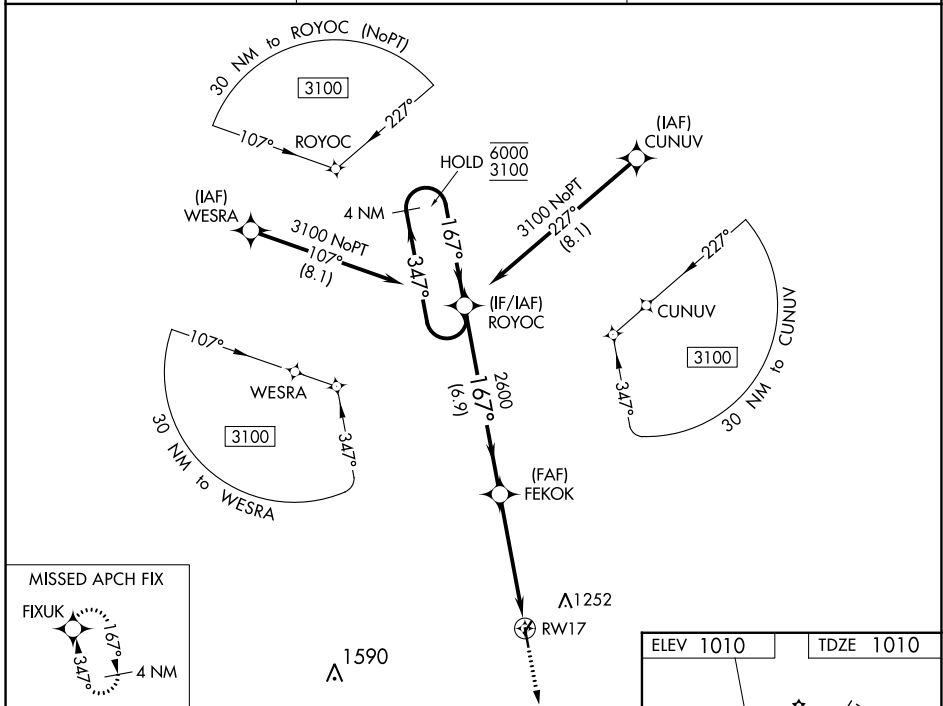 30 NM to ROYOC (NoPT)
3100
107°
227°
ROYOC
HOLD 6000
3100
(IAF)
CUNUV
4 NM
167°
347°
3100 NoPT
227°
(8.1)
(IAF)
WESRA
3100 NoPT
107°
(8.1)
(IF/IAF)
ROYOC
227°
CUNUV
3100
347°
30 NM to CUNUV
107°
WESRA
3100
347°
30 NM to WESRA
2600
167°
(6.9)
(FAF)
FEKOK
1252
RW17
1590
MISSED APCH FIX
FIXUK
167°
347°
4 NM
ELEV 1010
TDZE 1010